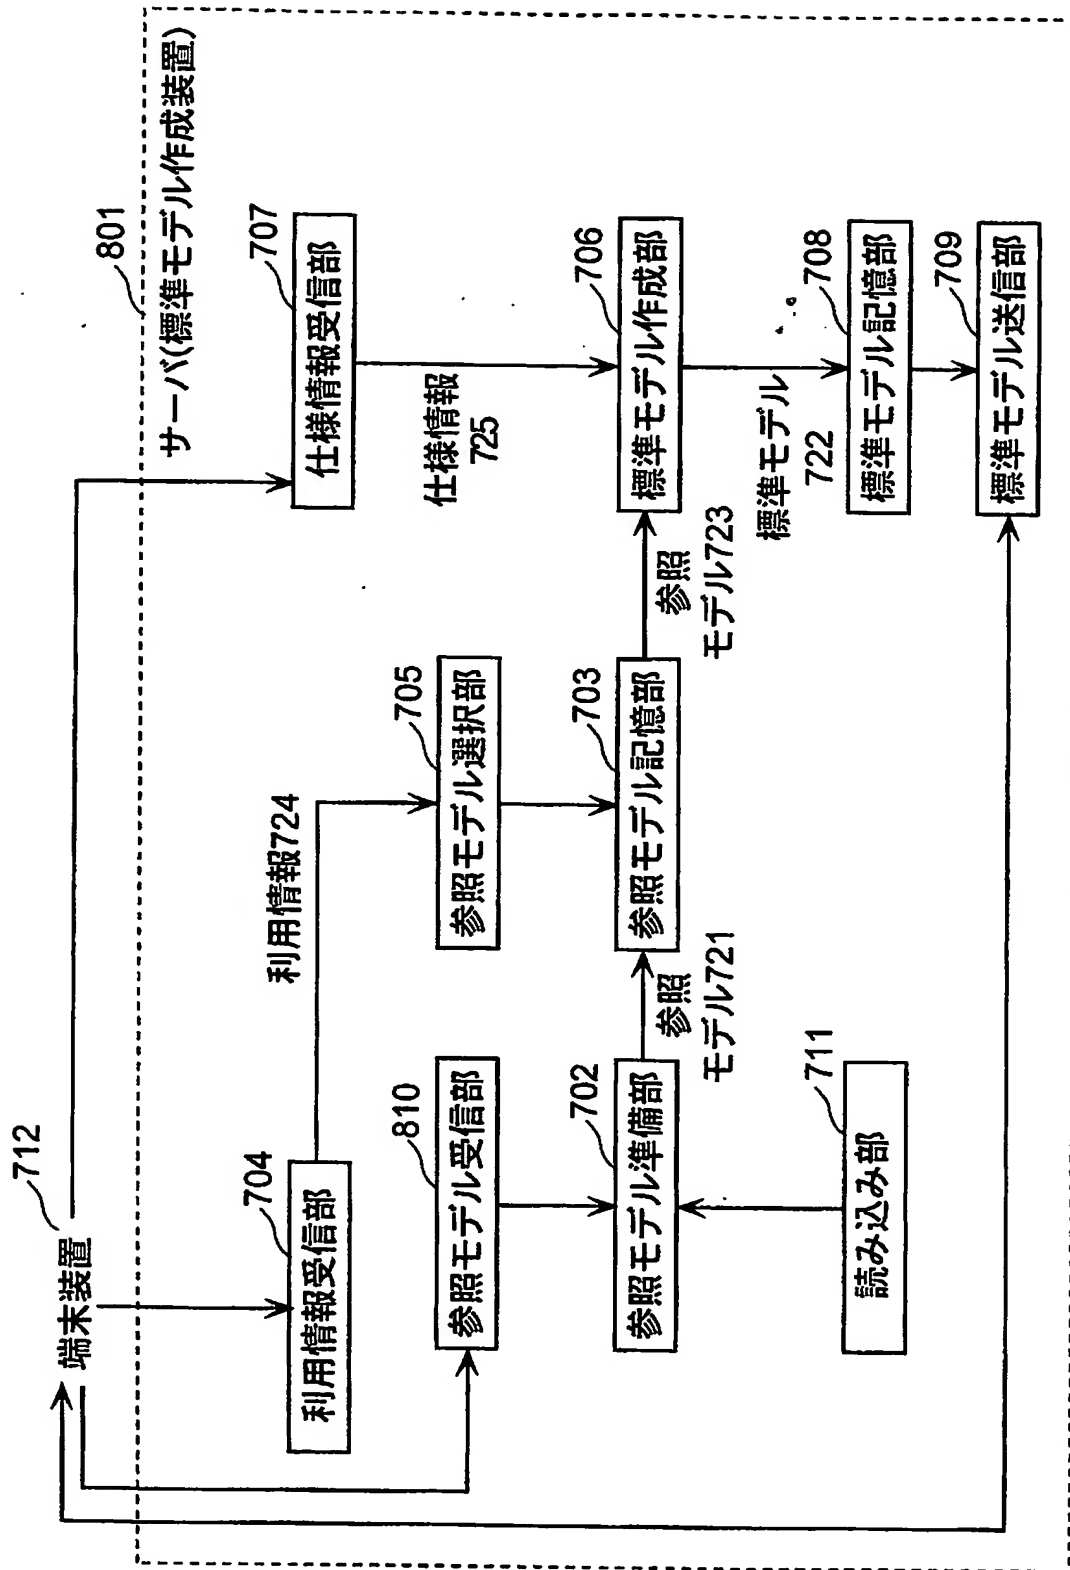 801
サーバ(標準モデル作成装置)
712
端末装置
704
利用情報受信部
利用情報724
707
仕様情報受信部
仕様情報
725
810
参照モデル受信部
705
参照モデル選択部
702
参照モデル準備部
参照
モデル721
703
参照モデル記憶部
参照
モデル723
706
標準モデル作成部
標準モデル
722
711
読み込み部
708
標準モデル記憶部
709
標準モデル送信部